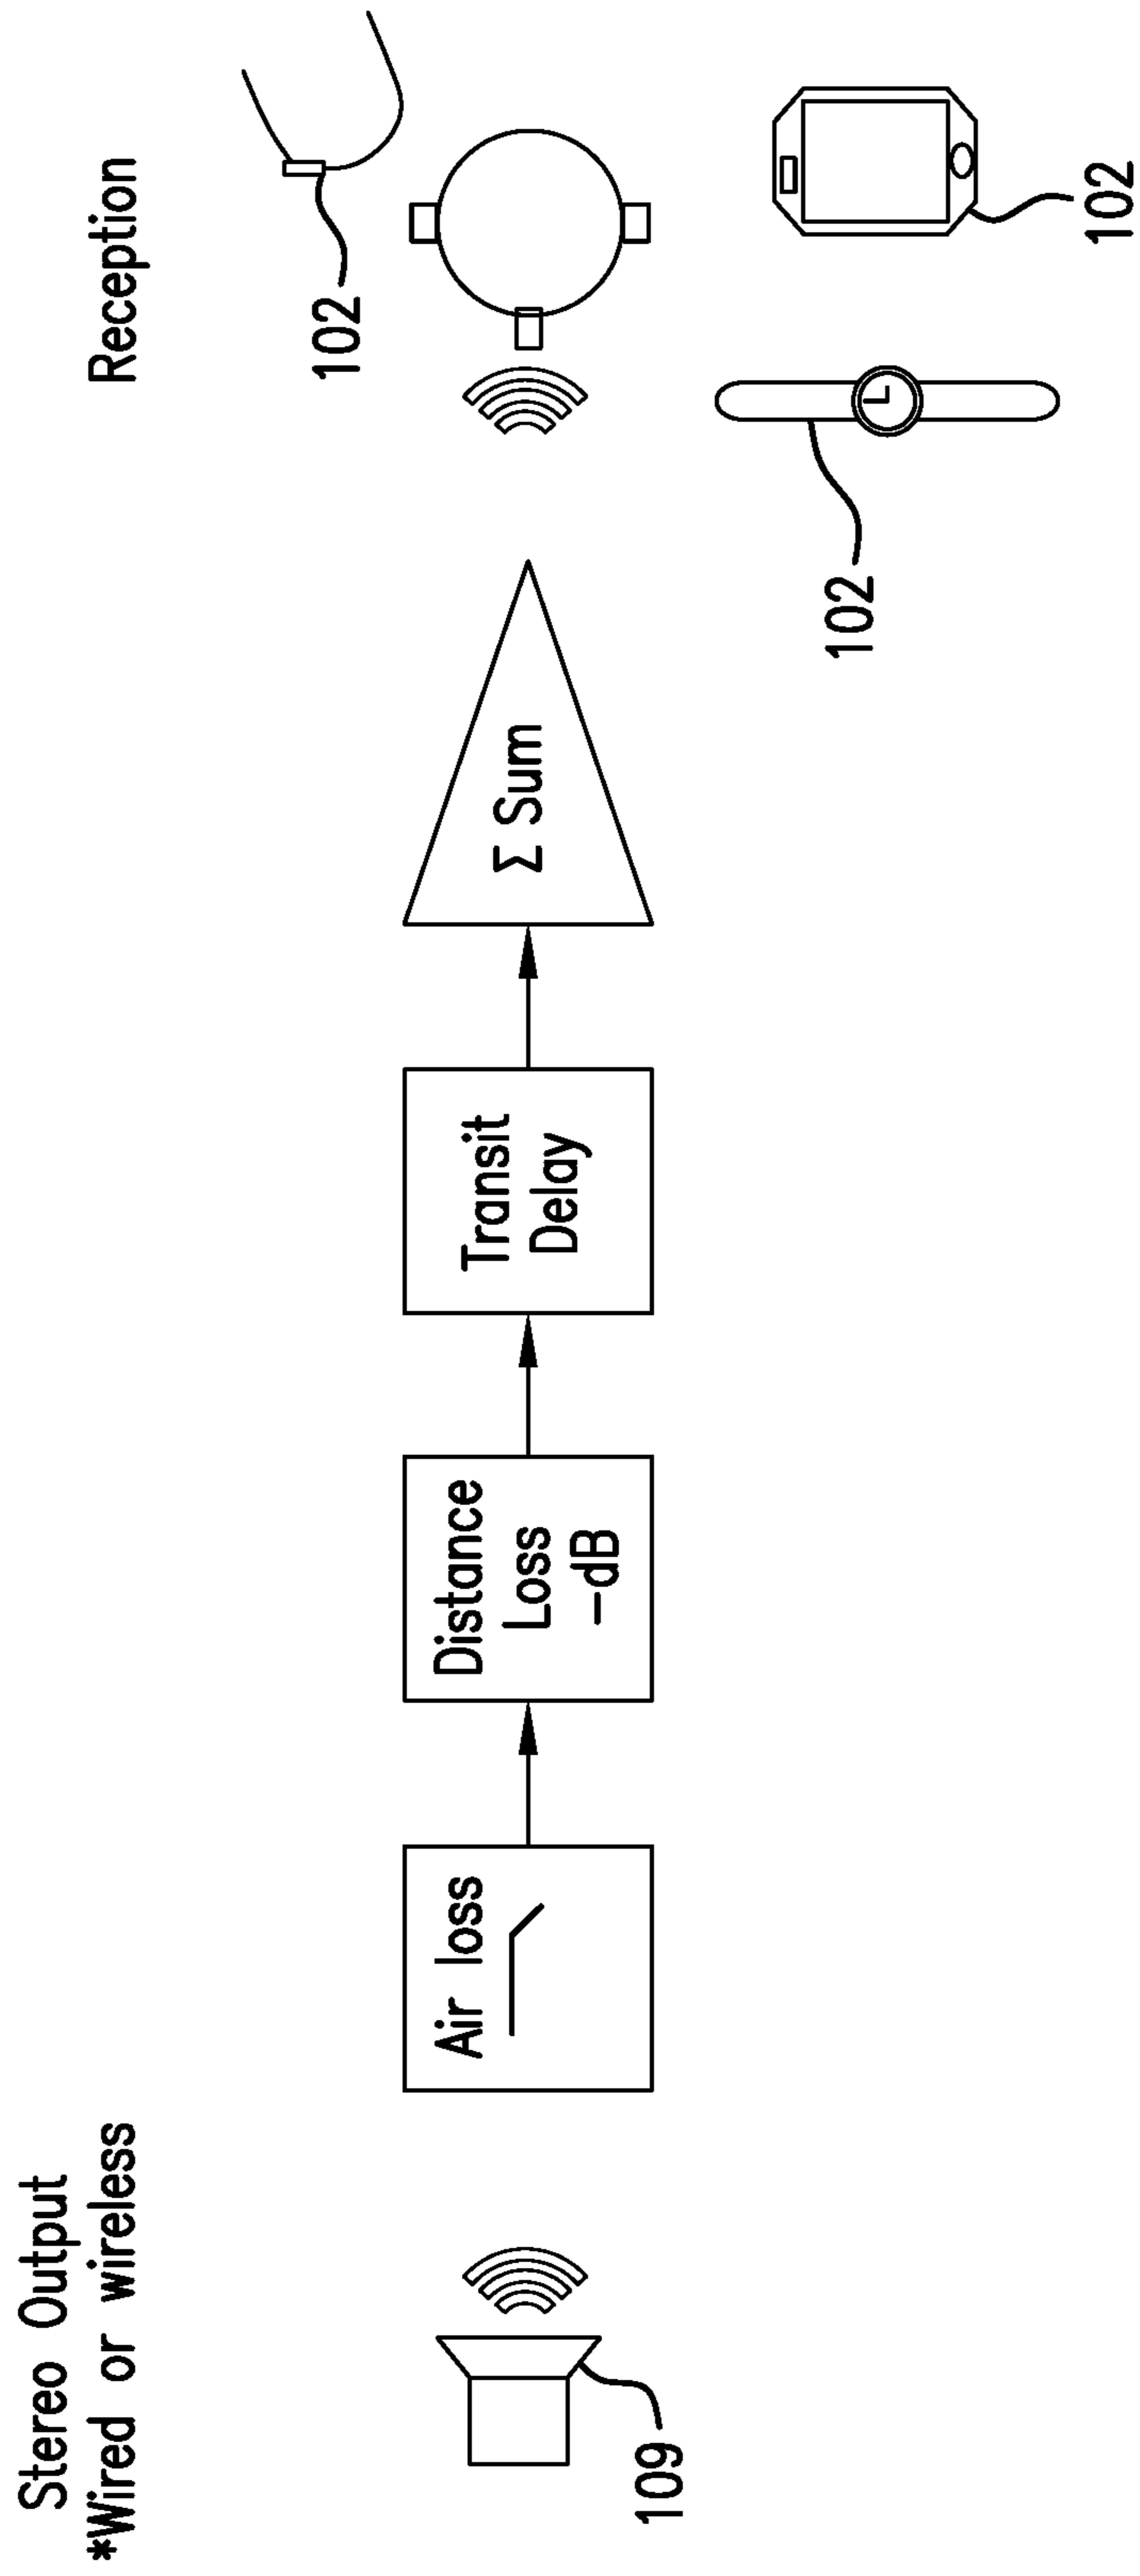 Stereo Output
*Wired or wireless
109
Air loss
Distance
Loss
-dB
Transit
Delay
Σ Sum
Reception
102
102
102